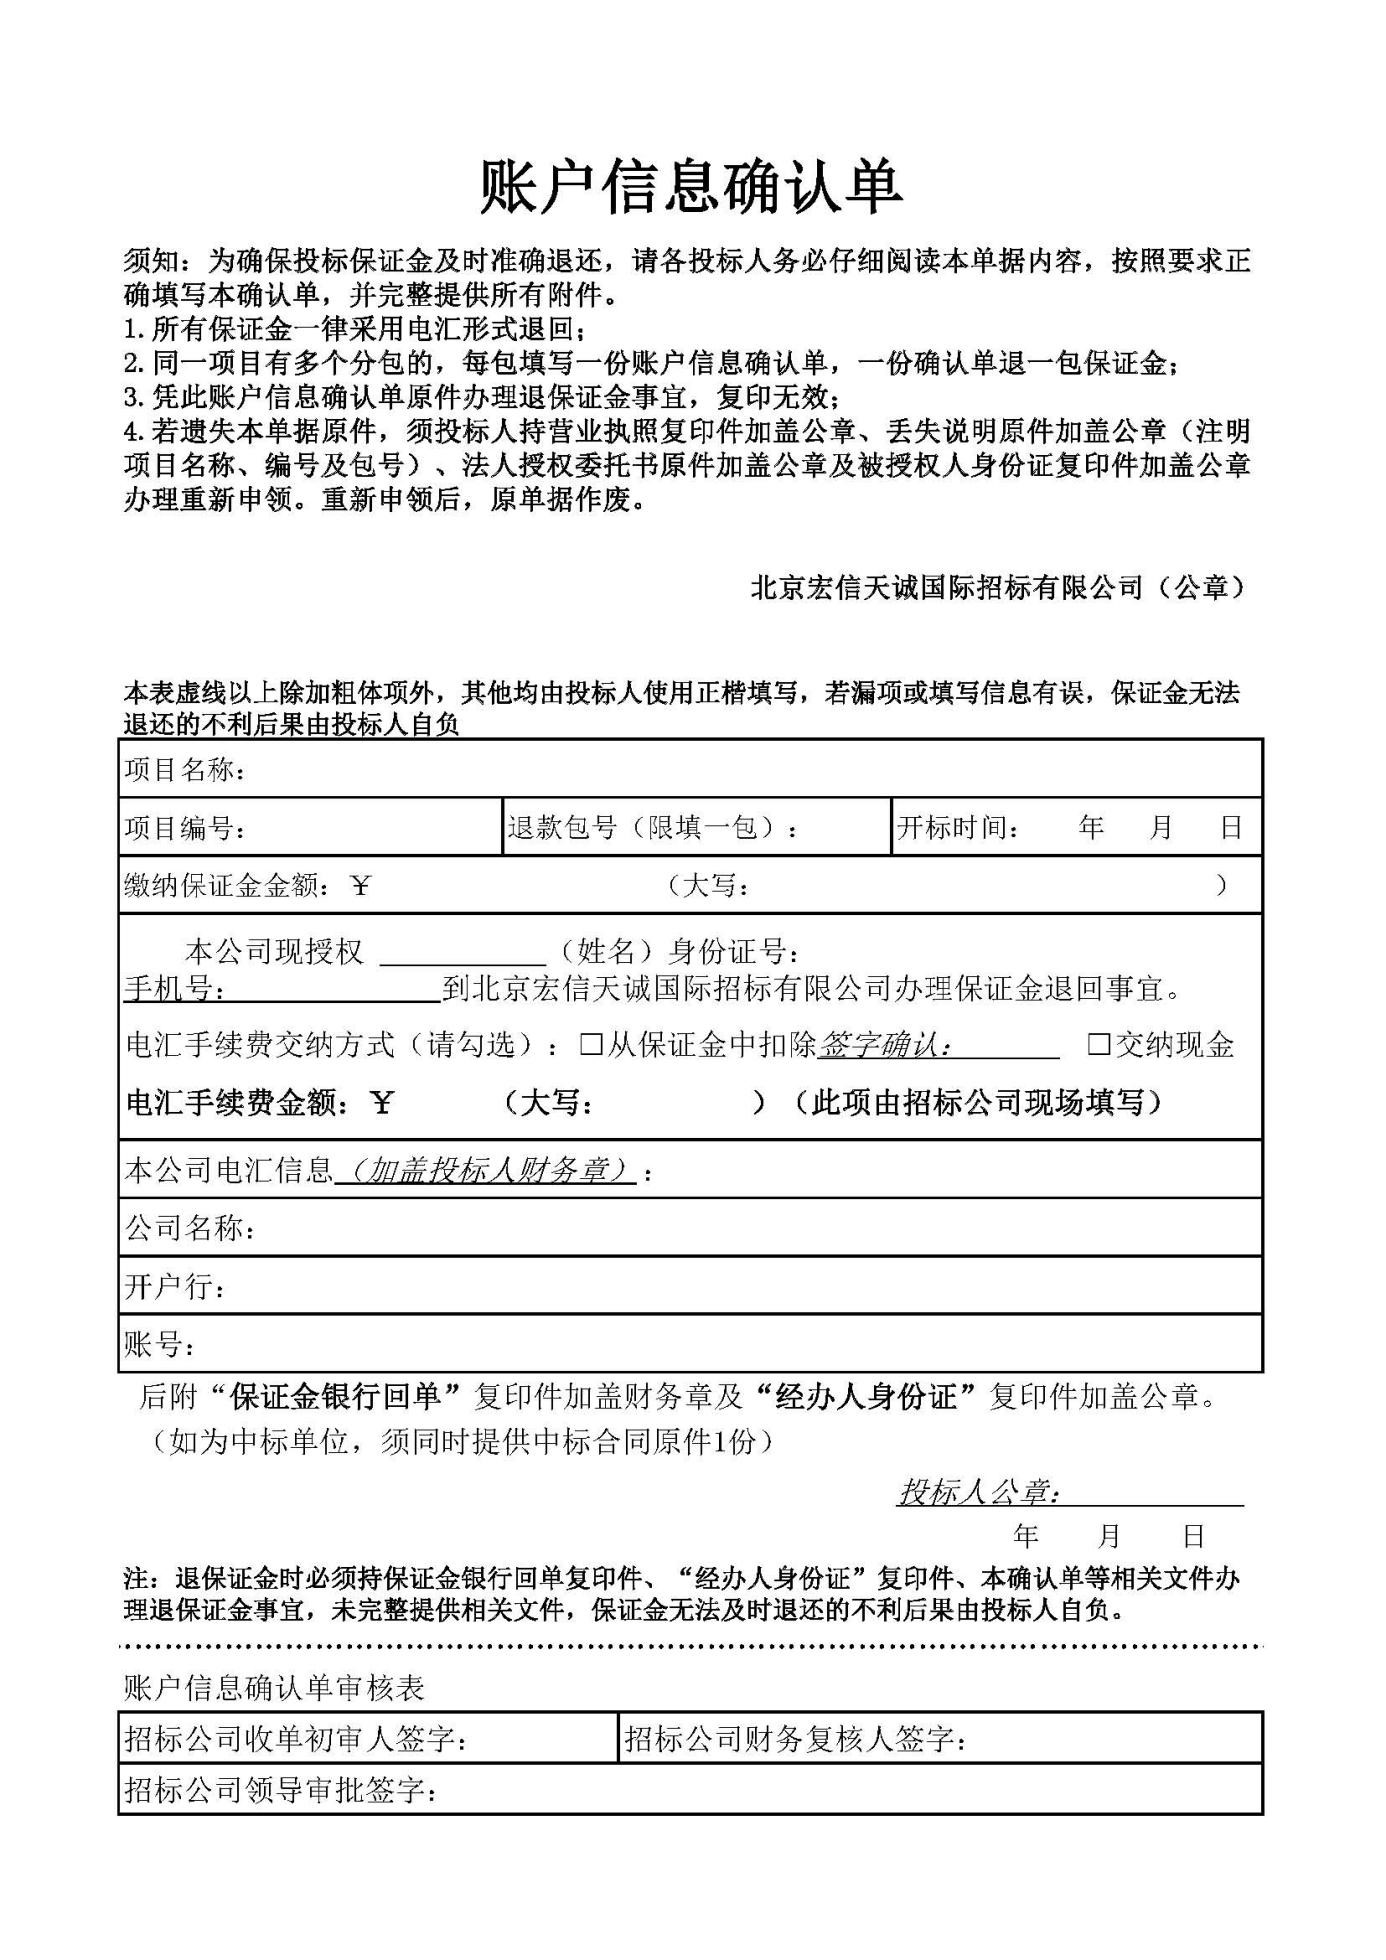 账户信息确认单
须知：为确保投标保证金及时准确退还，请各投标人务必仔细阅读本单据内容，按照要求正
确填写本确认单，并完整提供所有附件。
1.所有保证金一律采用电汇形式退回；
2.同一项目有多个分包的，每包填写一份账户信息确认单，一份确认单退一包保证金；
3.凭此账户信息确认单原件办理退保证金事宜，复印无效；
4.若遗失本单据原件，须投标人持营业执照复印件加盖公章、丢失说明原件加盖公章（注明
项目名称、编号及包号）、法人授权委托书原件加盖公章及被授权人身份证复印件加盖公章
办理重新申领。重新申领后，原单据作废。
北京宏信天诚国际招标有限公司（公章）
本表虚线以上除加粗体项外，其他均由投标人使用正楷填写，若漏项或填写信息有误，保证金无法
退还的不利后果由投标人自负
项目名称：
项目编号： 退款包号（限填一包）： 开标时间： 年 月 日
缴纳保证金金额：￥ （大写： ）
本公司现授权 （姓名）身份证号：
手机号： 到北京宏信天诚国际招标有限公司办理保证金退回事宜。
电汇手续费交纳方式（请勾选）：□从保证金中扣除签字确认： □交纳现金
电汇手续费金额：￥ （大写： ）（此项由招标公司现场填写）
本公司电汇信息（加盖投标人财务章）：
公司名称：
开户行：
账号：
后附“保证金银行回单”复印件加盖财务章及“经办人身份证”复印件加盖公章。
（如为中标单位，须同时提供中标合同原件1份）
投标人公章：
年 月 日
注：退保证金时必须持保证金银行回单复印件、“经办人身份证”复印件、本确认单等相关文件办
理退保证金事宜，未完整提供相关文件，保证金无法及时退还的不利后果由投标人自负。
账户信息确认单审核表
招标公司收单初审人签字： 招标公司财务复核人签字：
招标公司领导审批签字：